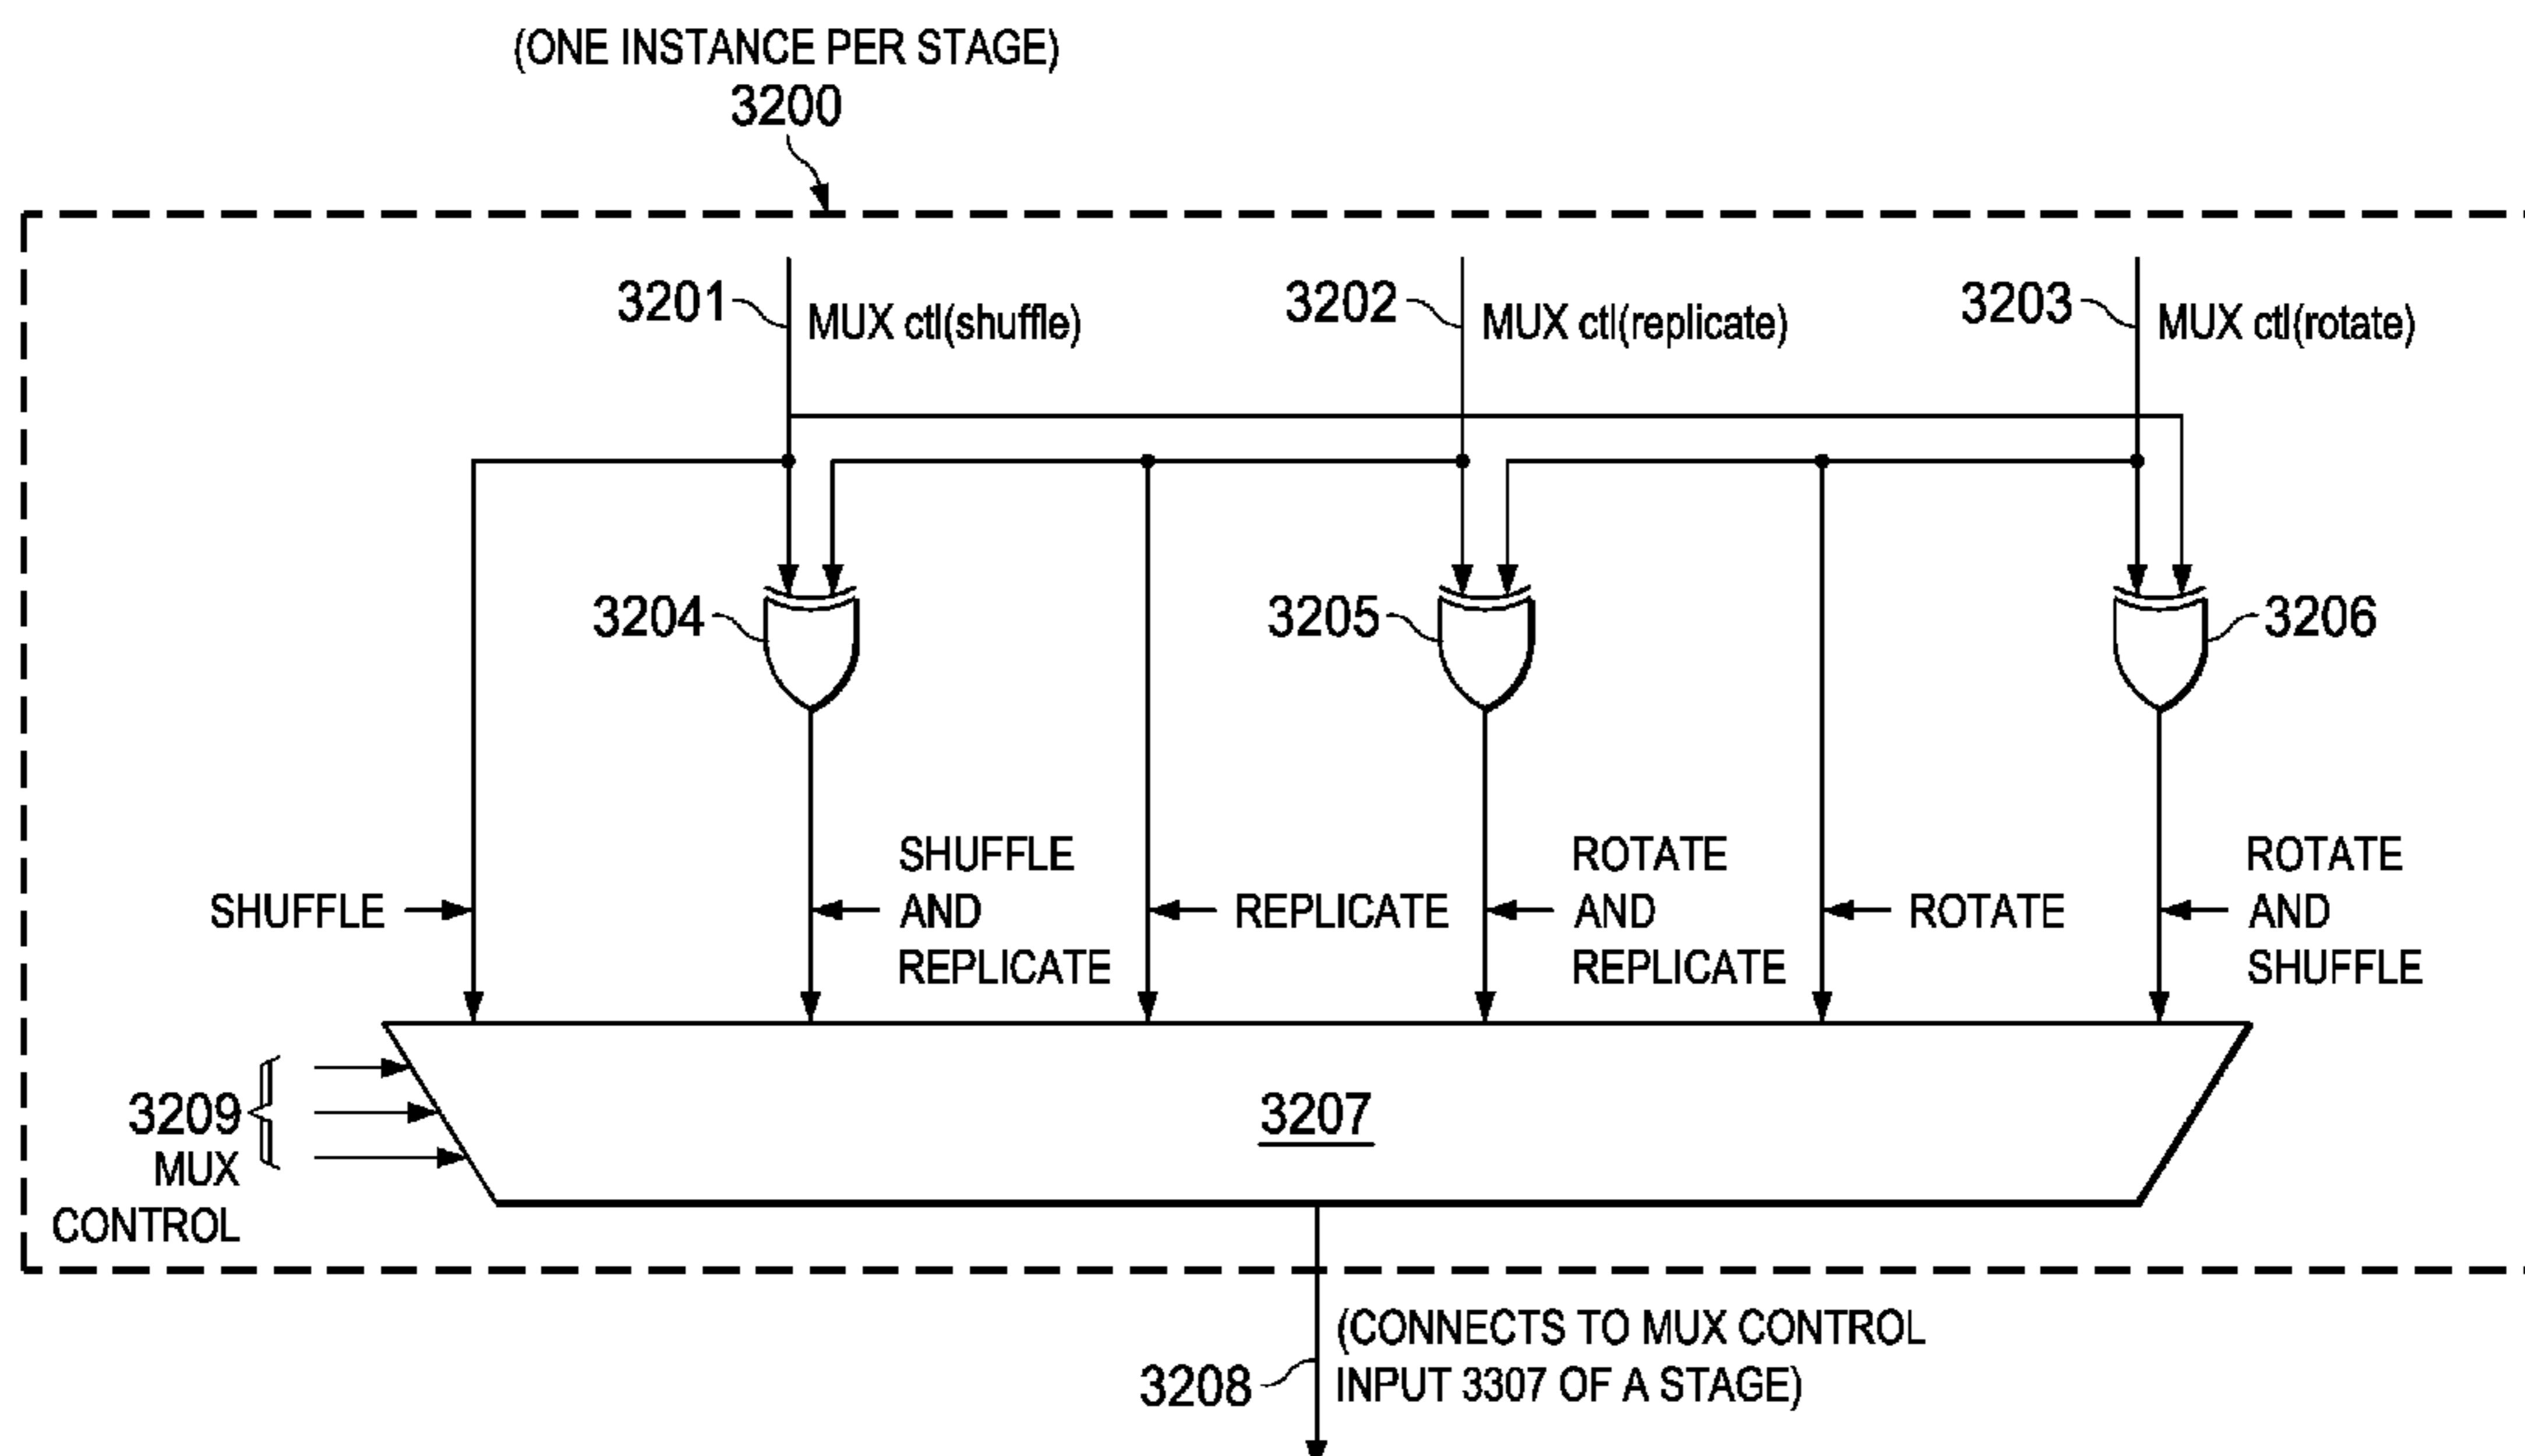 (ONE INSTANCE PER STAGE)
3200
3201
MUX ctl(shuffle)
3202
MUX ctl(replicate)
3203
MUX ctl(rotate)
3204
3205
3206
SHUFFLE
SHUFFLE
AND
REPLICATE
REPLICATE
ROTATE
AND
REPLICATE
ROTATE
ROTATE
AND
SHUFFLE
3209
MUX
CONTROL
3207
3208
(CONNECTS TO MUX CONTROL
INPUT 3307 OF A STAGE)